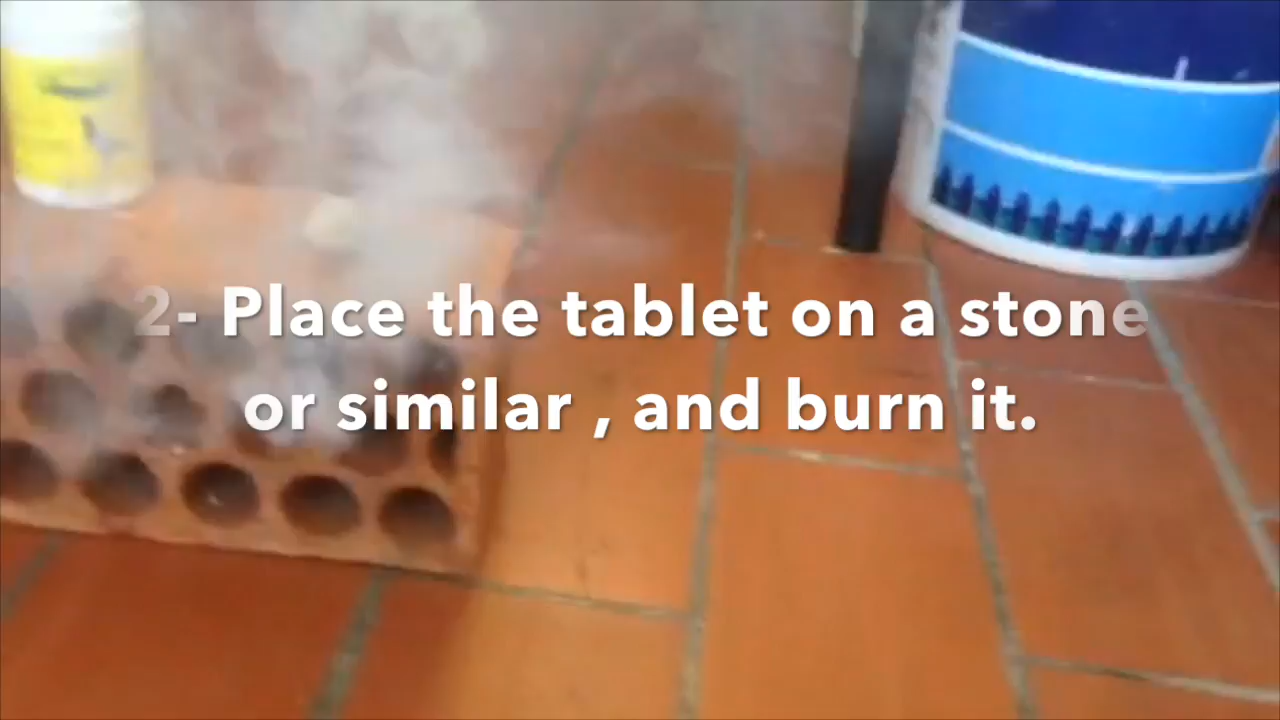 2- Place the tablet on a stone
or similar , and burn it.